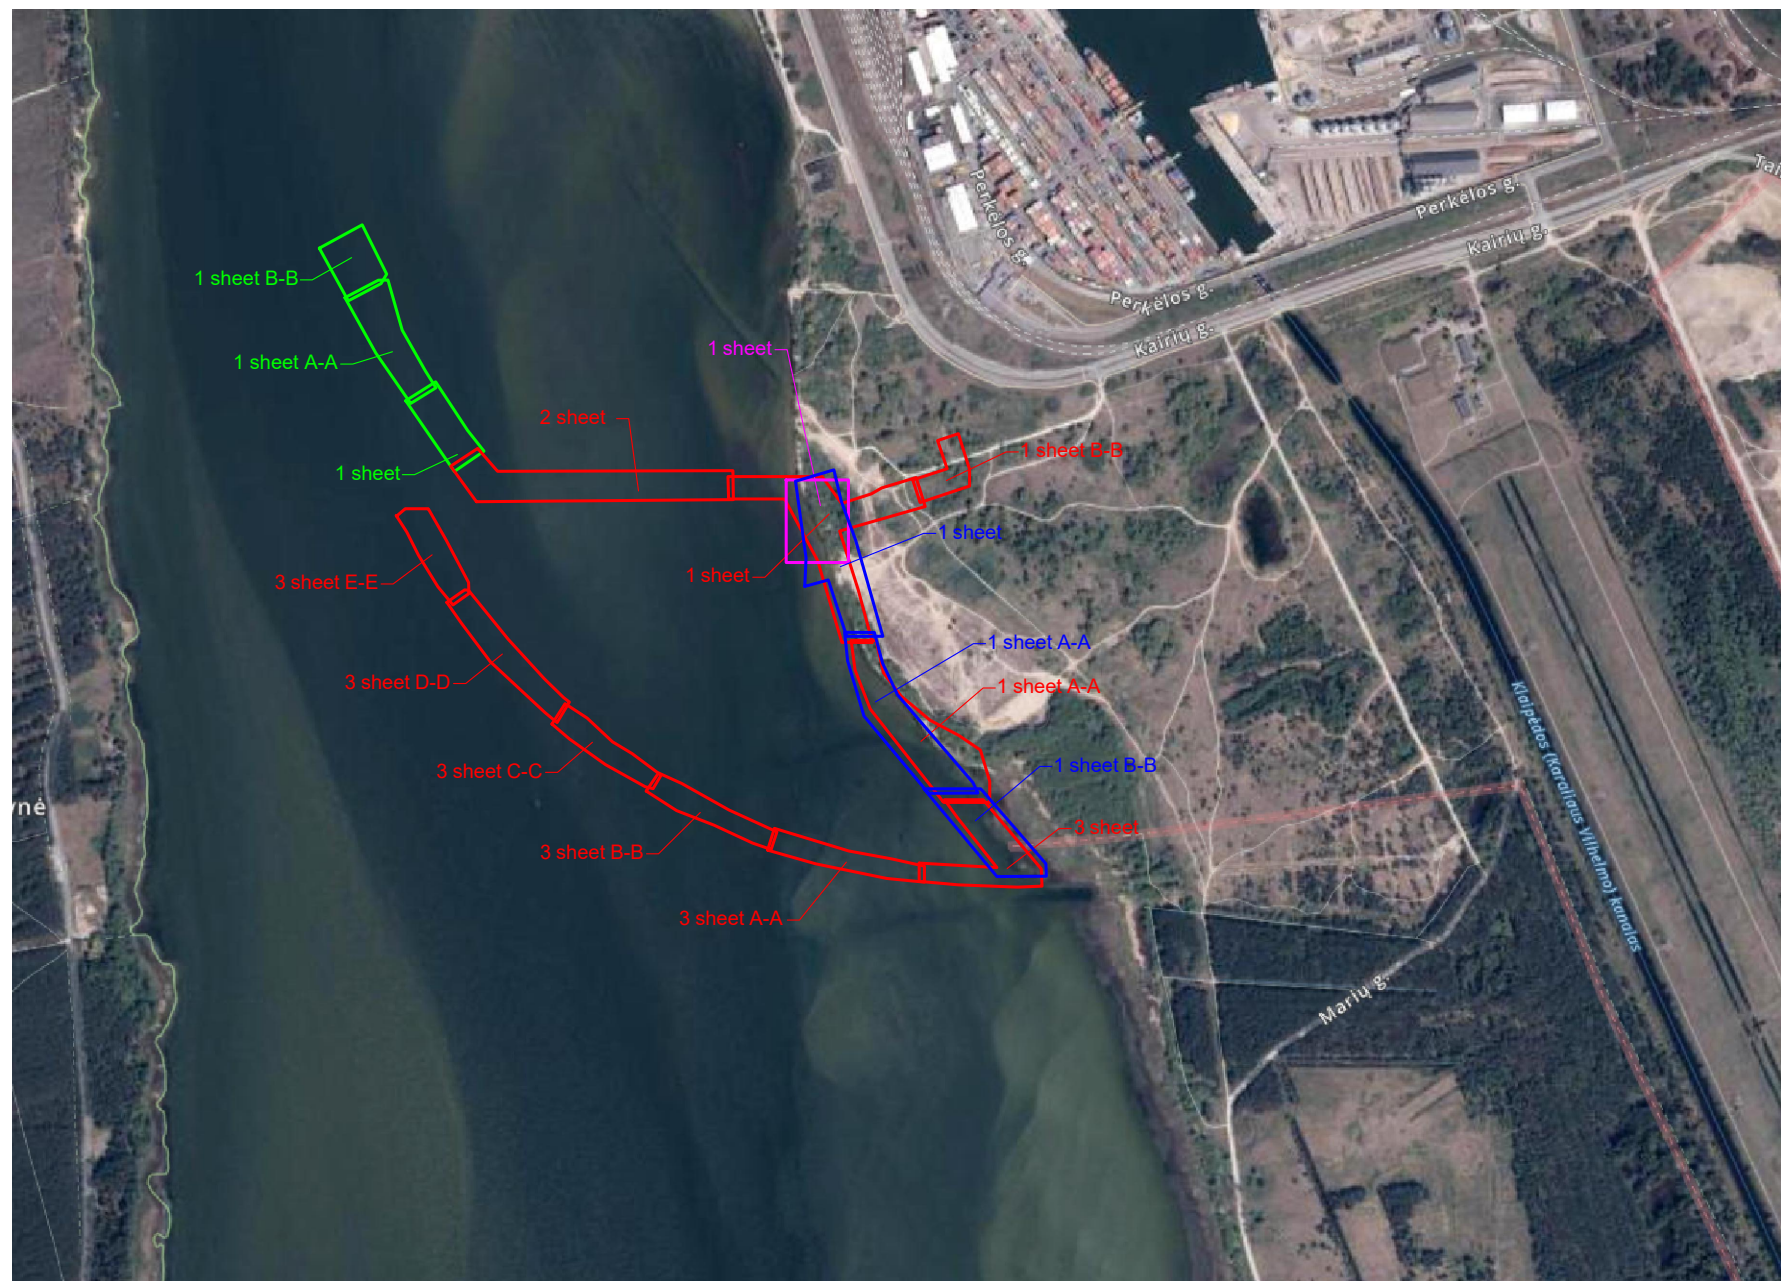 Tai
Perkėlos g.
Perkėlos g.
Kairių g.
1 sheet B-B
Perkėlos g.
Kairių g.
1 sheet
1 sheet A-A
2 sheet
1 sheet B-B
1 sheet
1 sheet
1 sheet
3 sheet E-E
1 sheet A-A
3 sheet D-D
1 sheet A-A
Klaipėdos (Karaliaus Vilhelmo) kanalas
1 sheet B-B
3 sheet C-C
ynė
3 sheet
3 sheet B-B
3 sheet A-A
Marių g.